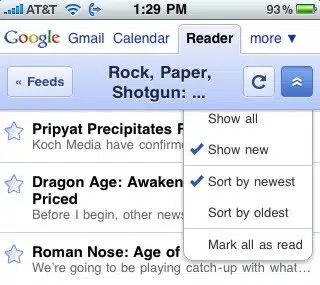 AT&T 1:29 PM 93%
Google Gmail Calendar Reader more ▼
« Feeds
Rock, Paper,
Shotgun: ...
Show all
Show new
Sort by newest
Sort by oldest
Mark all as read
Pripyat Precipitates
Koch Media have confirm
Dragon Age: Awaken
Priced
Before I begin, other news
Roman Nose: Age of
We're going to be playing catch-up with what...